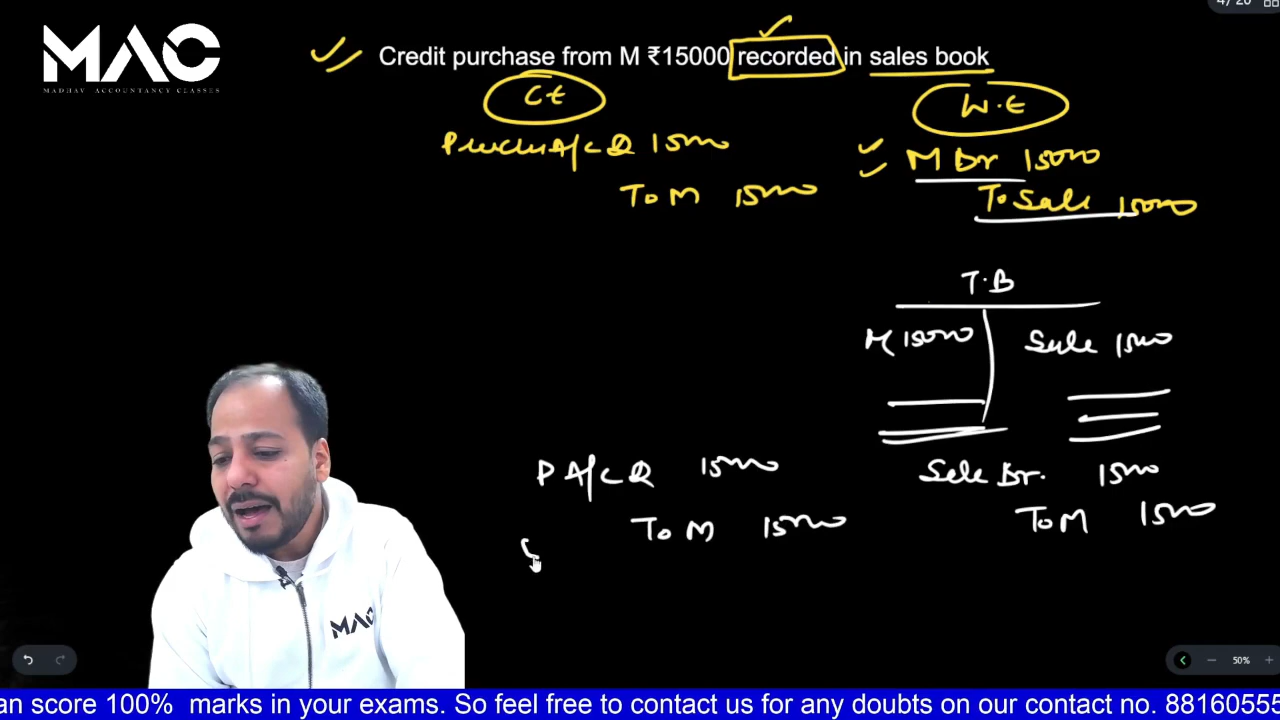 4/20
MAC
MADHAV ACCOUNTANCY CLASSES
Credit purchase from M ₹15000 recorded in sales book
C.E
W.E
Purchase A/c Dr 15000
To M 15000
M Dr 15000
To Sale 15000
T.B
M 15000
Sale 15000
P A/c Dr 15000
To M 15000
Sale Dr. 15000
To M 15000
MAC
50%
an score 100% marks in your exams. So feel free to contact us for any doubts on our contact no. 88160555